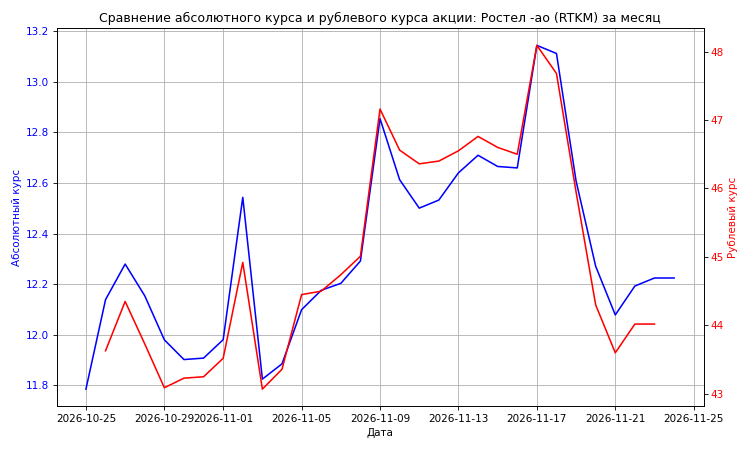 Сравнение абсолютного курса и рублевого курса акции: Ростел -ао (RTKM) за месяц
13.2
13.0
12.8
12.6
12.4
12.2
12.0
11.8
Абсолютный курс
48
47
46
45
44
43
Рублевый курс
2026-10-25 2026-10-29 2026-11-01 2026-11-05 2026-11-09 2026-11-13 2026-11-17 2026-11-21 2026-11-25
Дата